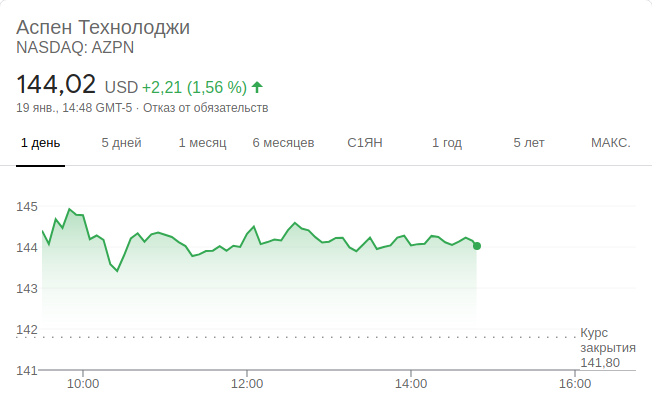 Аспен Технолоджи
NASDAQ: AZPN
144,02 USD +2,21 (1,56 %)
19 янв., 14:48 GMT-5 · Отказ от обязательств
1 день 5 дней 1 месяц 6 месяцев С1ЯН 1 год 5 лет МАКС.
145
144
143
142
Курс
закрытия
141,80
141
10:00 12:00 14:00 16:00